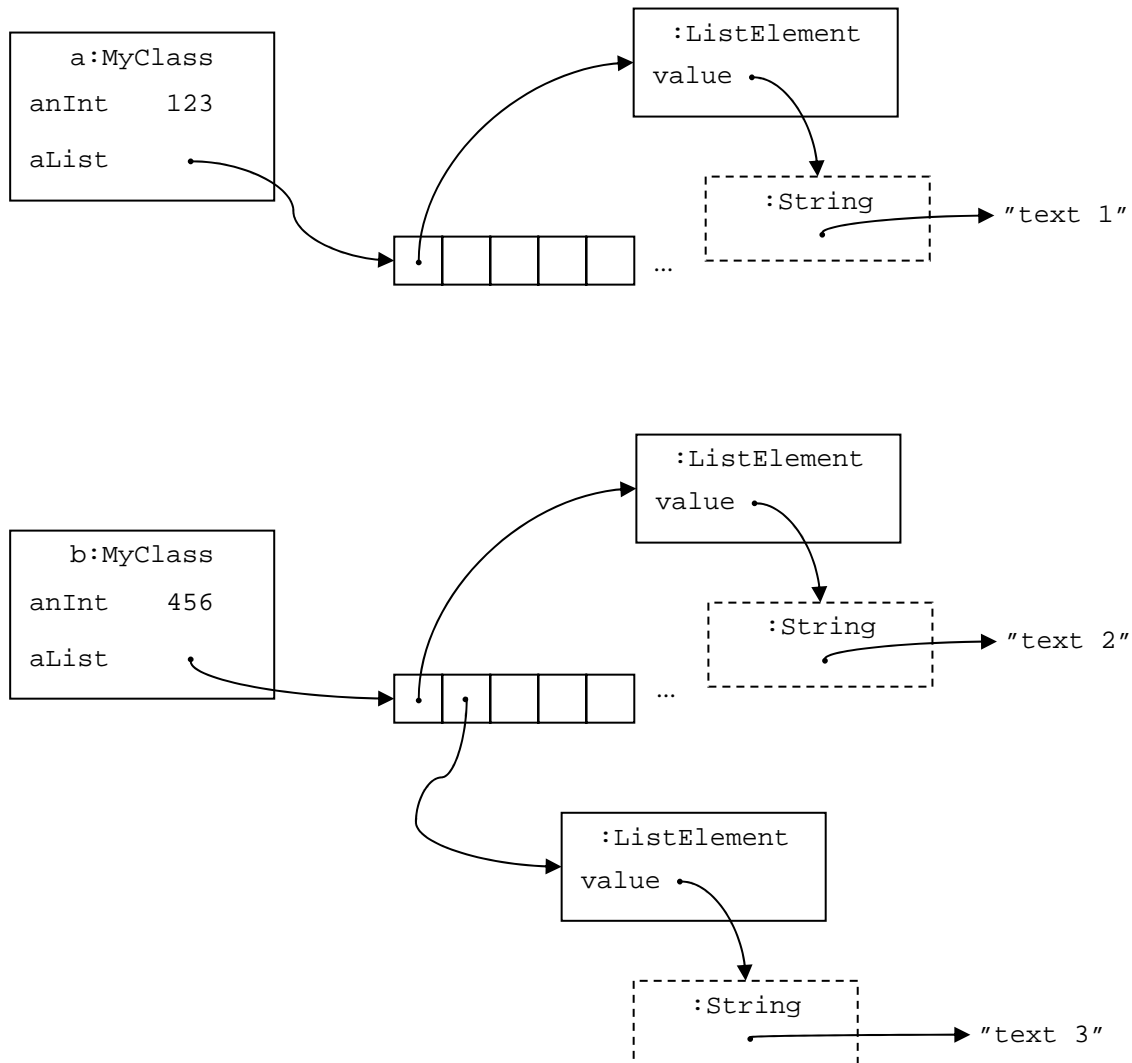 a:MyClass
anInt 123
aList
:ListElement
value
:String
"text 1"
...
b:MyClass
anInt 456
aList
:ListElement
value
:String
"text 2"
...
:ListElement
value
:String
"text 3"